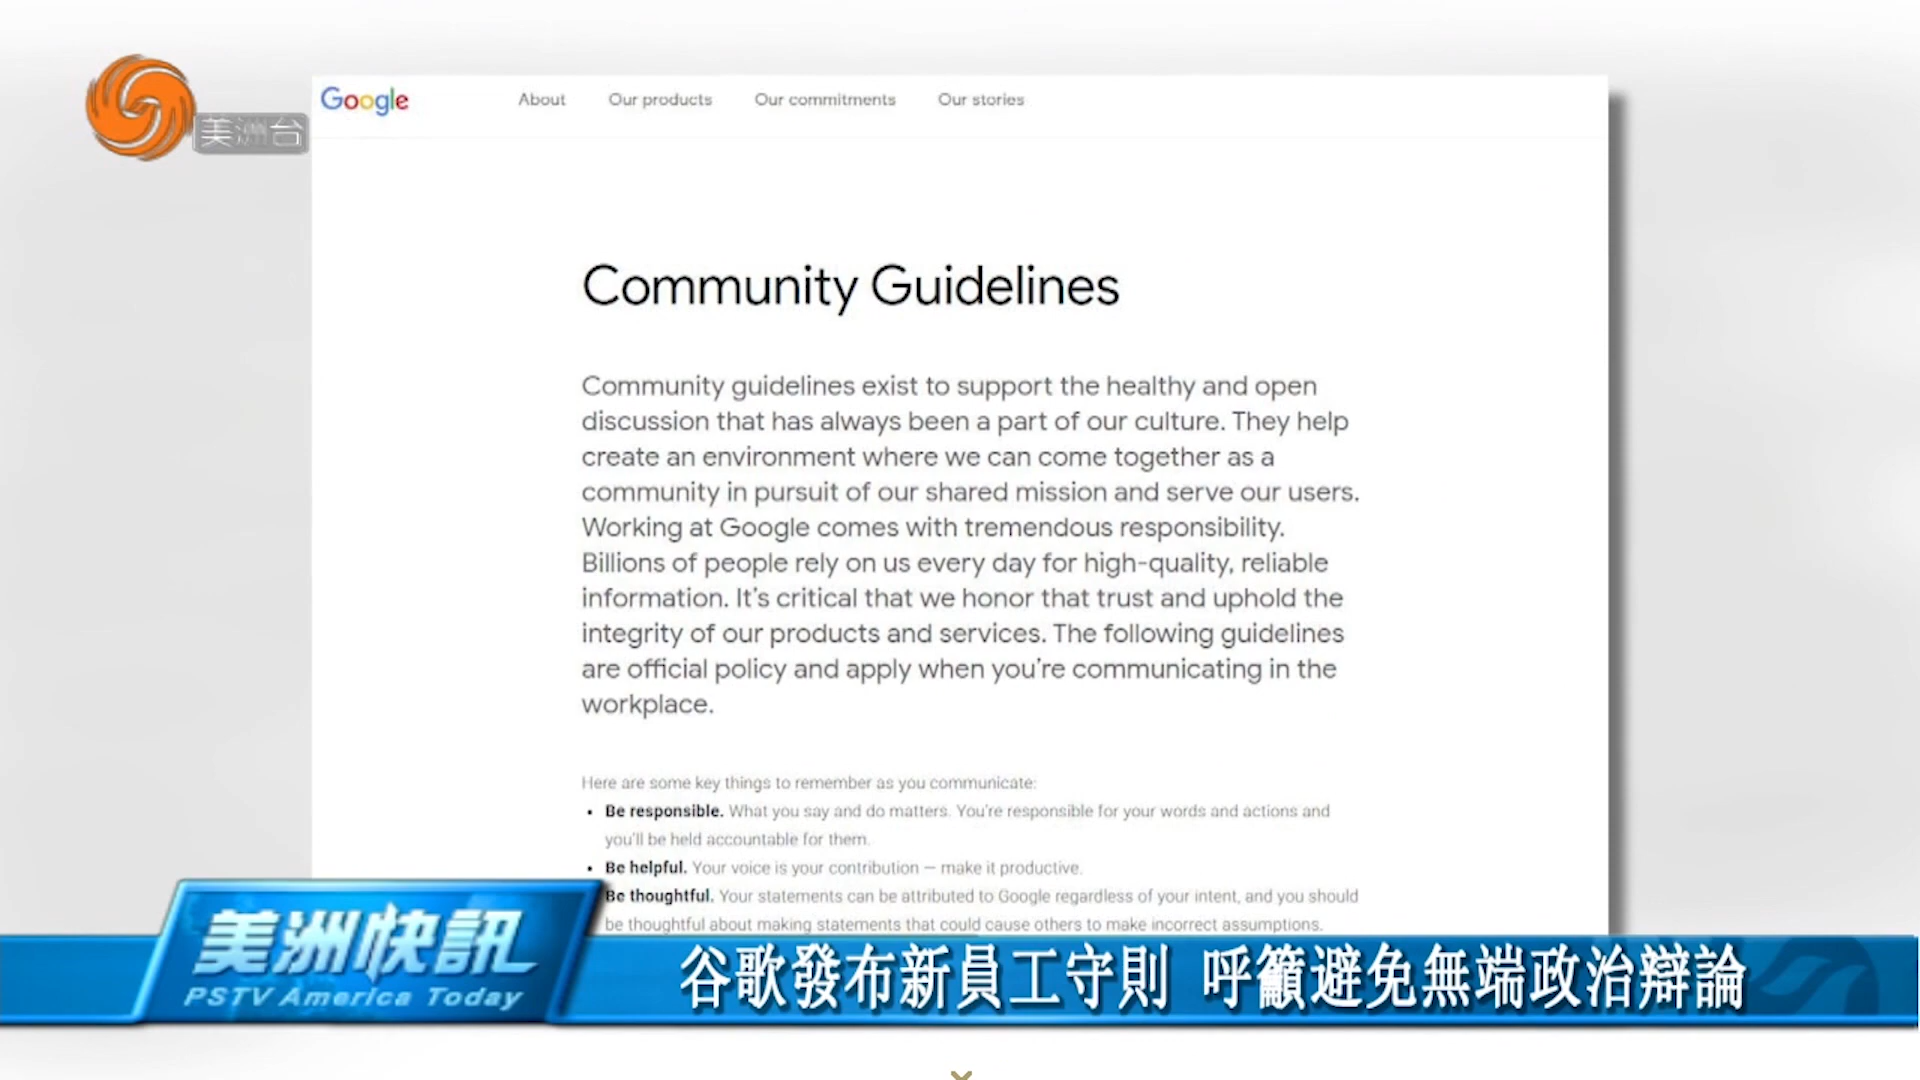 美洲台
Google
About Our products Our commitments Our stories
Community Guidelines
Community guidelines exist to support the healthy and open
discussion that has always been a part of our culture. They help
create an environment where we can come together as a
community in pursuit of our shared mission and serve our users.
Working at Google comes with tremendous responsibility.
Billions of people rely on us every day for high-quality, reliable
information. It’s critical that we honor that trust and uphold the
integrity of our products and services. The following guidelines
are official policy and apply when you’re communicating in the
workplace.
Here are some key things to remember as you communicate:
• Be responsible. What you say and do matters. You’re responsible for your words and actions and
you’ll be held accountable for them.
• Be helpful. Your voice is your contribution — make it productive.
Be thoughtful. Your statements can be attributed to Google regardless of your intent, and you should
be thoughtful about making statements that could cause others to make incorrect assumptions.
美洲快訊
PSTV America Today
谷歌發布新員工守則 呼籲避免無端政治辯論